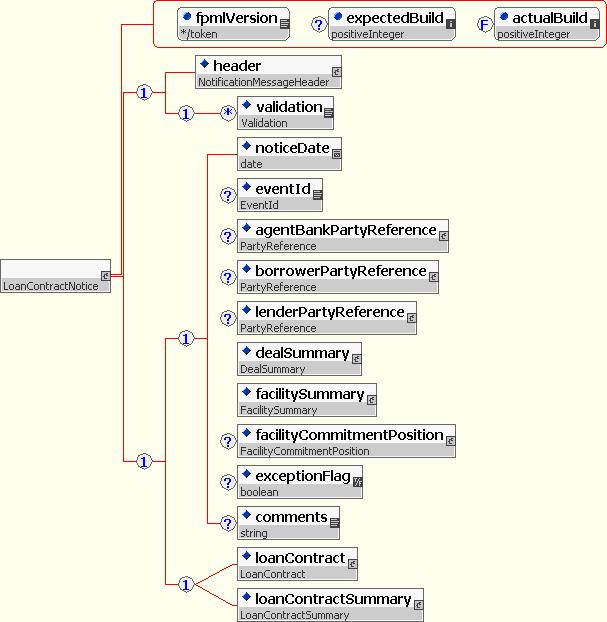 fpmlVersion
*/token
? expectedBuild
positiveInteger
F actualBuild
positiveInteger
1
header
NotificationMessageHeader
1
* validation
Validation
noticeDate
date
? eventId
EventId
? agentBankPartyReference
PartyReference
? borrowerPartyReference
PartyReference
LoanContractNotice
? lenderPartyReference
PartyReference
1
dealSummary
DealSummary
facilitySummary
FacilitySummary
? facilityCommitmentPosition
FacilityCommitmentPosition
1
? exceptionFlag
boolean
? comments
string
loanContract
LoanContract
1
loanContractSummary
LoanContractSummary